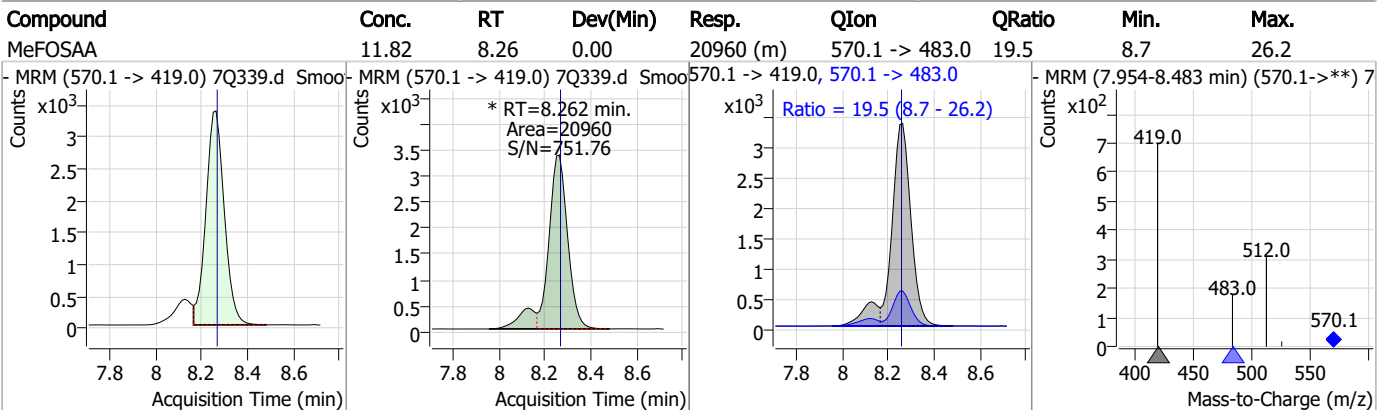 Compound Conc. RT Dev(Min) Resp. QIon QRatio Min. Max.
MeFOSAA 11.82 8.26 0.00 20960 (m) 570.1 -> 483.0 19.5 8.7 26.2
- MRM (570.1 -> 419.0) 7Q339.d Smoo
Counts
x10³
3
2.5
2
1.5
1
0.5
0
7.8 8 8.2 8.4 8.6
Acquisition Time (min)
- MRM (570.1 -> 419.0) 7Q339.d Smoo
Counts
x10³
* RT=8.262 min.
Area=20960
S/N=751.76
3.5
3
2.5
2
1.5
1
0.5
0
7.8 8 8.2 8.4 8.6
Acquisition Time (min)
570.1 -> 419.0, 570.1 -> 483.0
x10³
Ratio = 19.5 (8.7 - 26.2)
3
2.5
2
1.5
1
0.5
0
7.8 8 8.2 8.4 8.6
Acquisition Time (min)
- MRM (7.954-8.483 min) (570.1->**) 7
Counts
x10²
7
6
5
4
3
2
1
0
419.0
512.0
483.0
570.1
400 450 500 550
Mass-to-Charge (m/z)